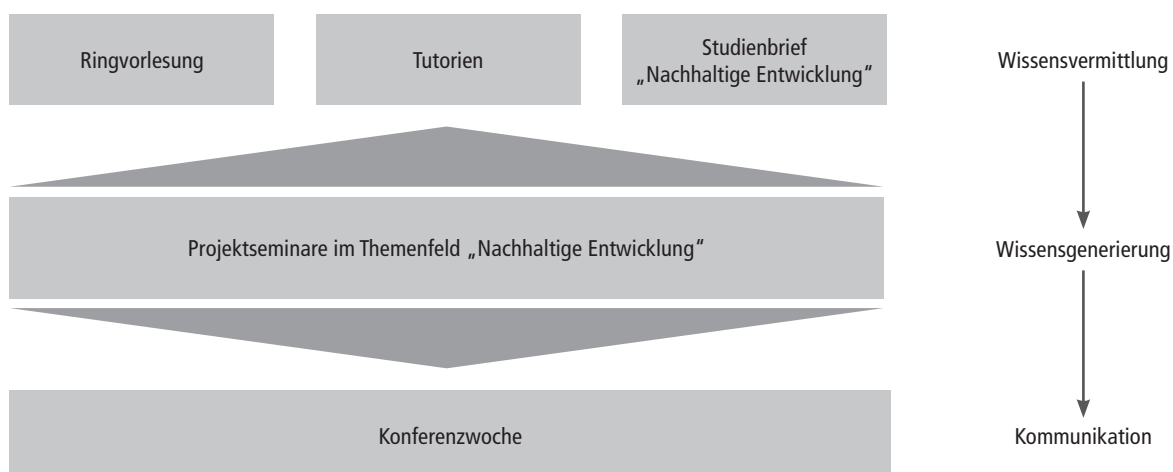 Ringvorlesung
Tutorien
Studienbrief
„Nachhaltige Entwicklung“
Wissensvermittlung
Projektseminare im Themenfeld „Nachhaltige Entwicklung“
Wissensgenerierung
Konferenzwoche
Kommunikation